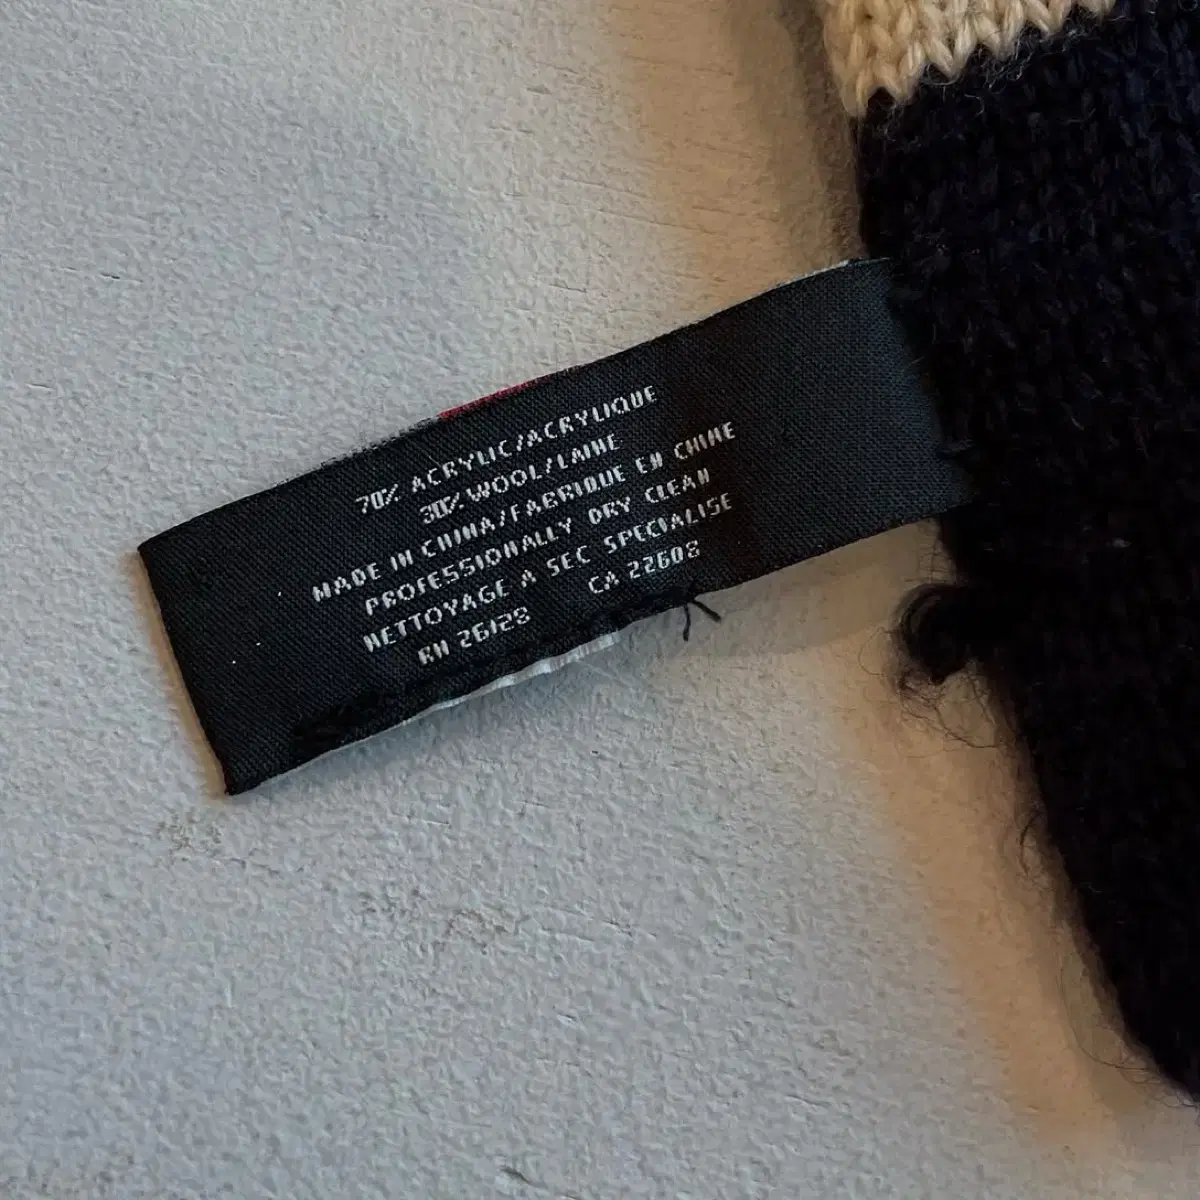 70% ACRYLIC/ACRYLIQUE
30% WOOL/LAINE
MADE IN CHINA/FABRIQUE EN CHINE
PROFESSIONALLY DRY CLEAN
NETTOYAGE A SEC SPECIALISE
RN 26128 CA 22608